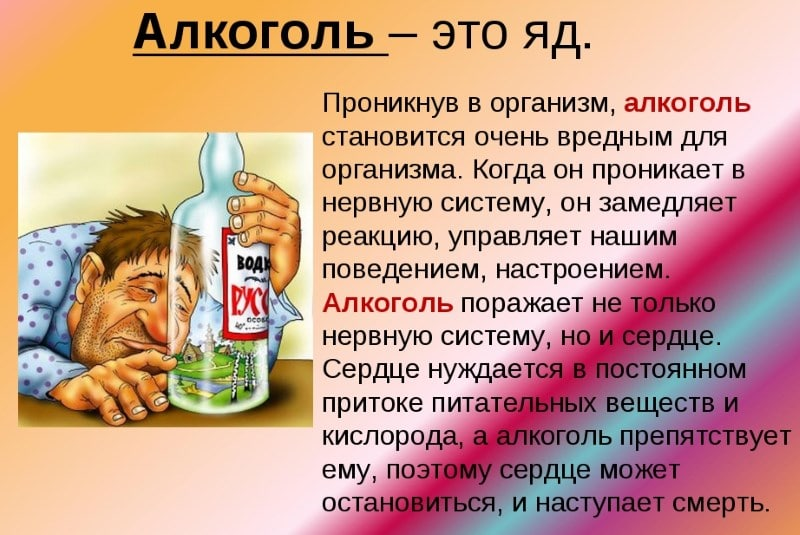 Алкоголь – это яд.
Проникнув в организм, алкоголь
становится очень вредным для
организма. Когда он проникает в
нервную систему, он замедляет
реакцию, управляет нашим
поведением, настроением.
Алкоголь поражает не только
нервную систему, но и сердце.
Сердце нуждается в постоянном
притоке питательных веществ и
кислорода, а алкоголь препятствует
ему, поэтому сердце может
остановиться, и наступает смерть.
ВОДК
РУСС
ОСОБ